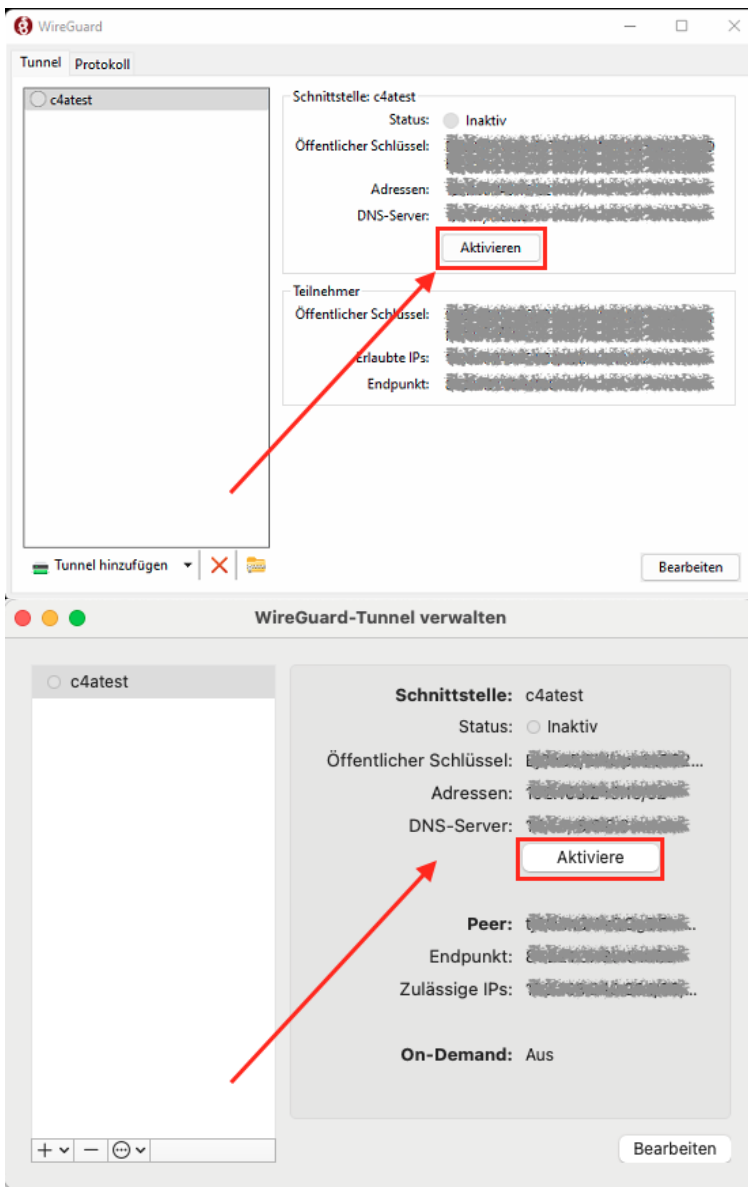 WireGuard
Tunnel Protokoll
c4atest
Schnittstelle: c4atest
Status: Inaktiv
Öffentlicher Schlüssel:
Adressen:
DNS-Server:
Aktivieren
Teilnehmer
Öffentlicher Schlüssel:
Erlaubte IPs:
Endpunkt:
Tunnel hinzufügen
Bearbeiten
WireGuard-Tunnel verwalten
c4atest
Schnittstelle: c4atest
Status: Inaktiv
Öffentlicher Schlüssel:
Adressen:
DNS-Server:
Aktiviere
Peer:
Endpunkt:
Zulässige IPs:
On-Demand: Aus
Bearbeiten